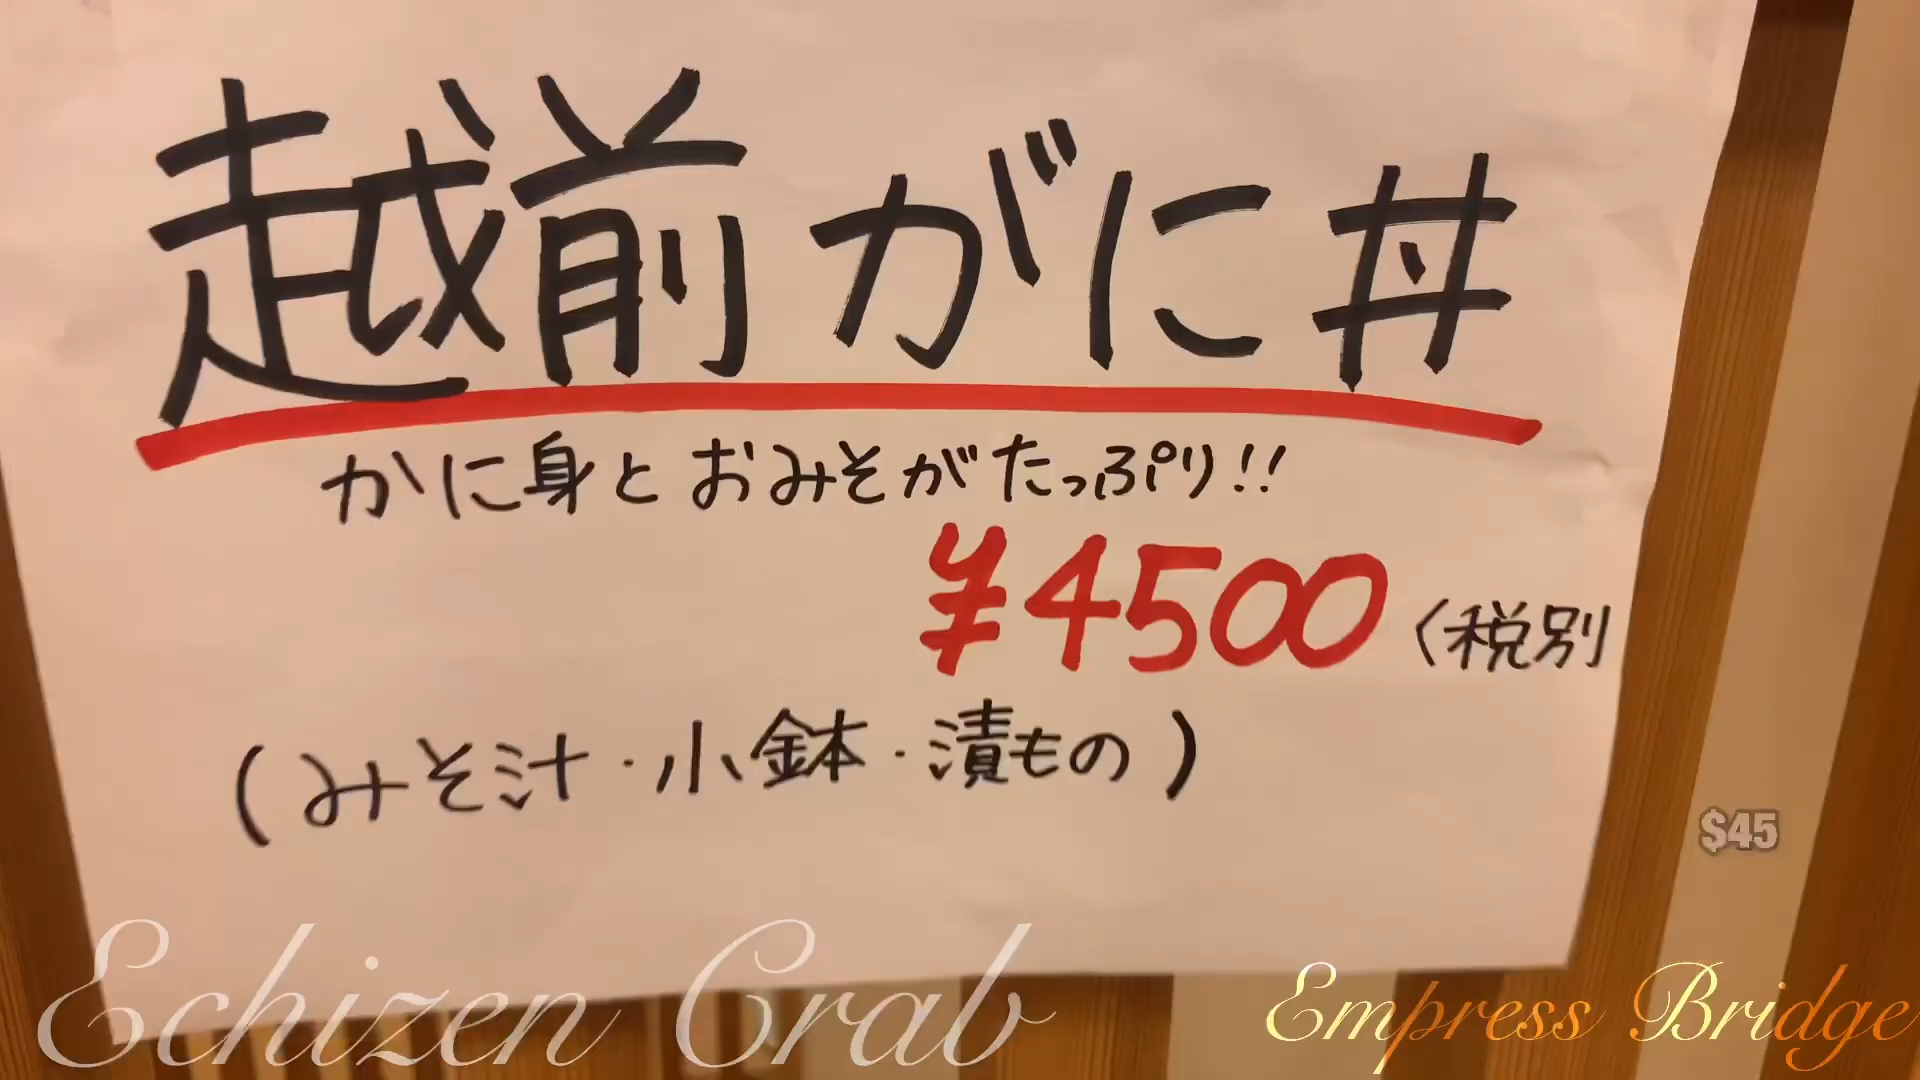 越前がに丼
かに身とおみそがたっぷり!!
¥4500 (税別
(みそ汁・小鉢・漬もの)
$45
Echizen Crab
Empress Bridge